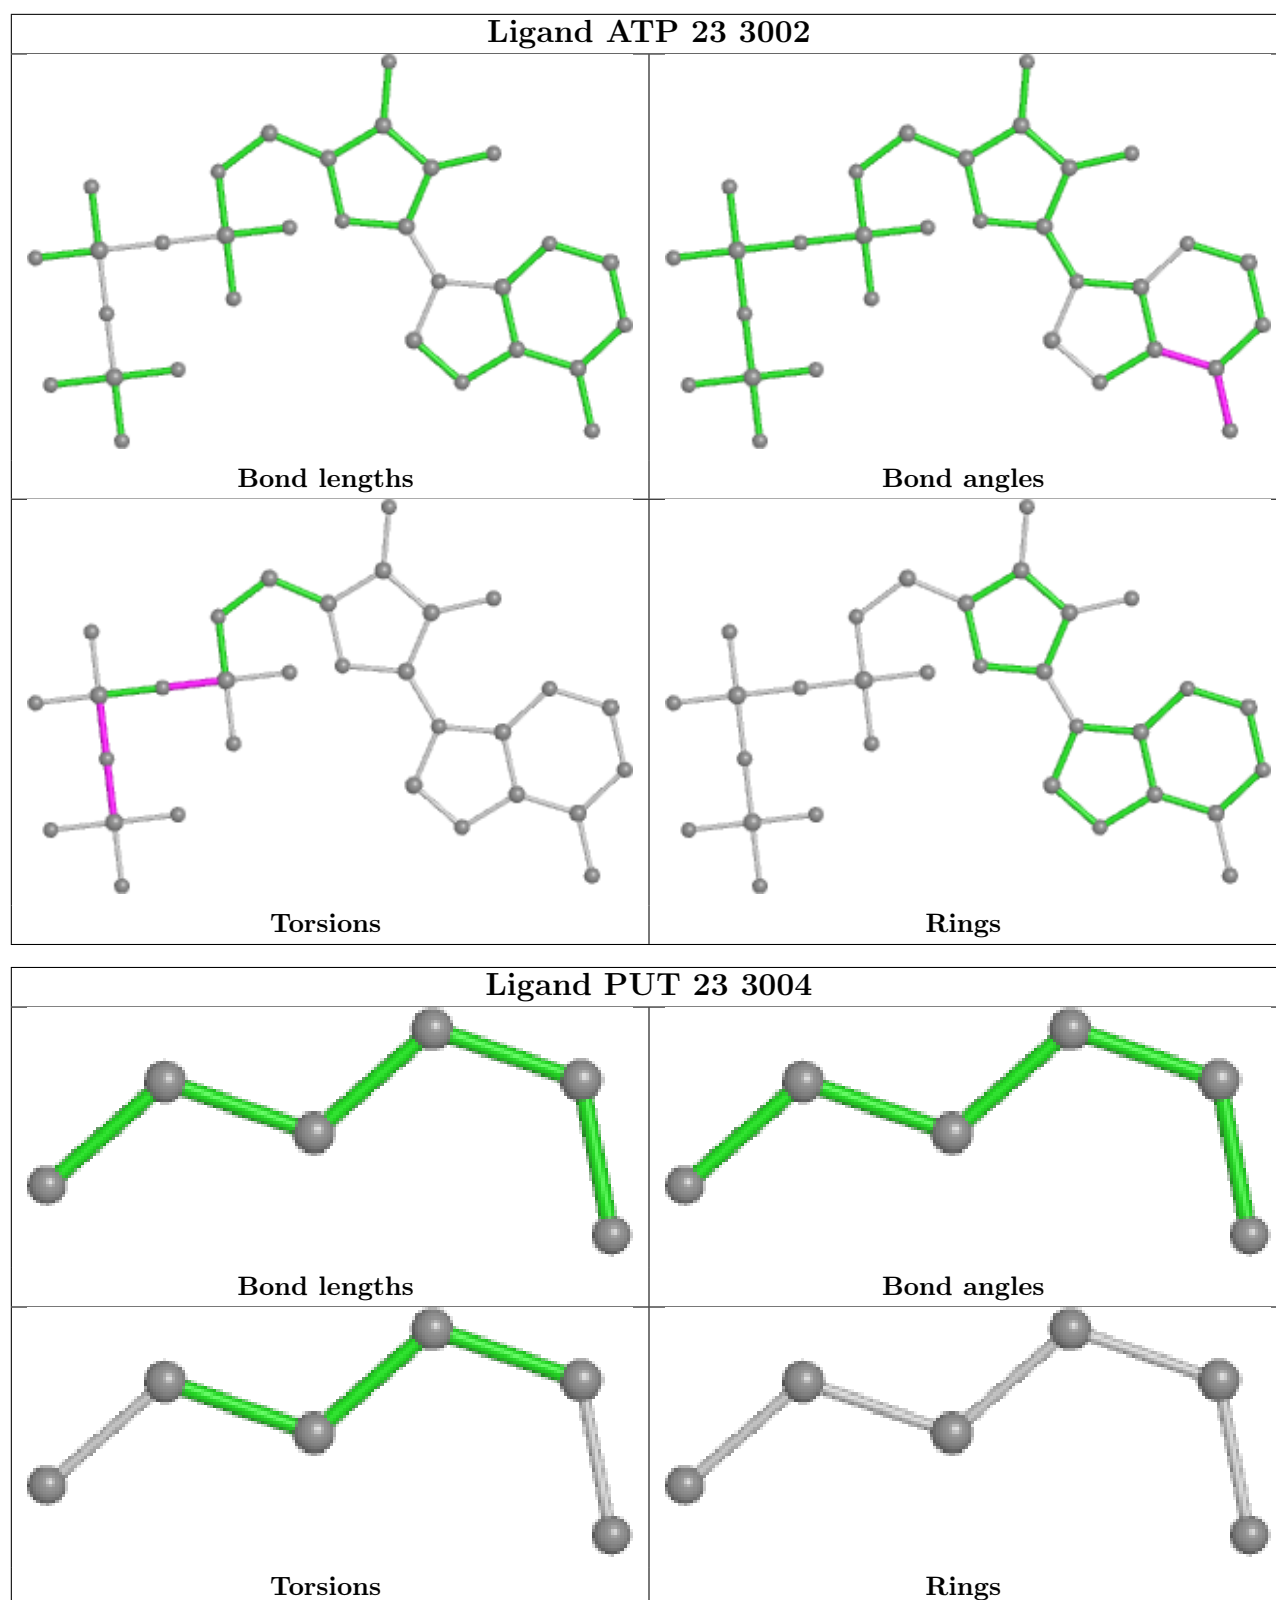 Ligand ATP 23 3002
Bond lengths
Bond angles
Torsions
Rings
Ligand PUT 23 3004
Bond lengths
Bond angles
Torsions
Rings